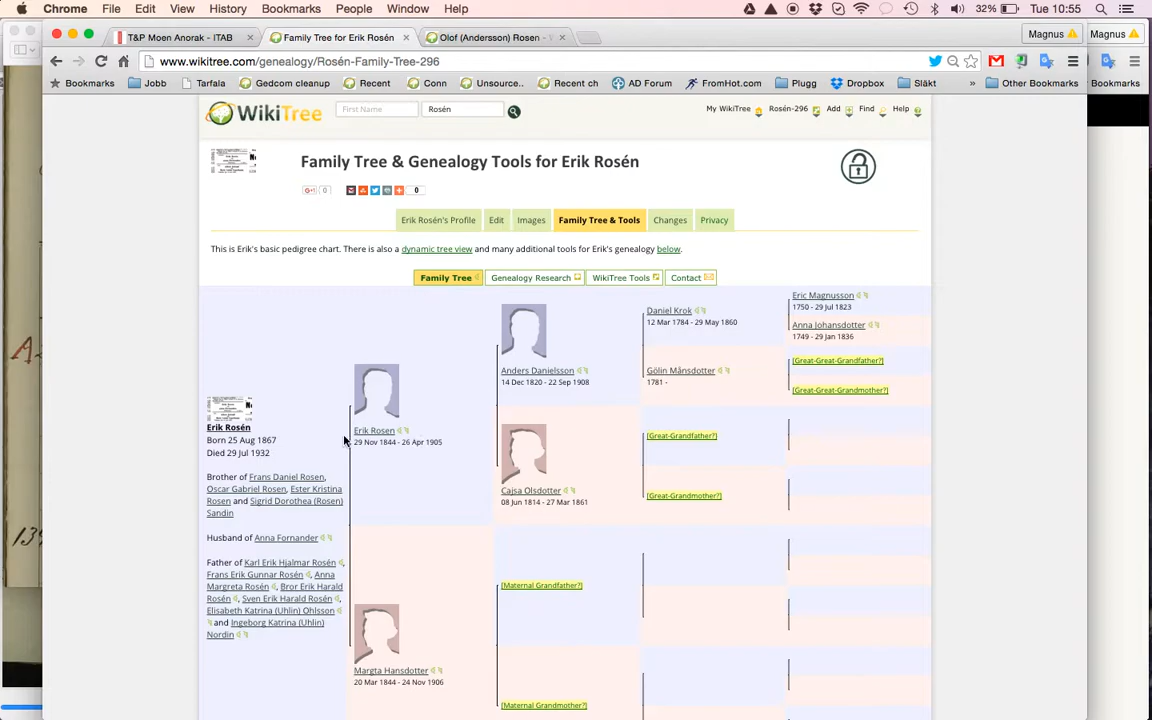 Chrome File Edit View History Bookmarks People Window Help 32% Tue 10:55
T&P Moen Anorak - ITAB × Family Tree for Erik Rosén × Olof (Andersson) Rosen - W × Magnus Magnus
www.wikitree.com/genealogy/Rosén-Family-Tree-296
Bookmarks Jobb Tarfala Gedcom cleanup Recent Conn Unsource.. Recent ch AD Forum FromHot.com Plugg Dropbox Släkt » Other Bookmarks Bookmarks
WikiTree First Name Rosén My WikiTree Rosén-296 Add Find Help
Family Tree & Genealogy Tools for Erik Rosén
G+1 0 0
Erik Rosén's Profile Edit Images Family Tree & Tools Changes Privacy
This is Erik's basic pedigree chart. There is also a dynamic tree view and many additional tools for Erik's genealogy below.
Family Tree Genealogy Research WikiTree Tools Contact
Erik Rosén
Born 25 Aug 1867
Died 29 Jul 1932
Brother of Frans Daniel Rosen,
Oscar Gabriel Rosen, Ester Kristina
Rosen and Sigrid Dorothea (Rosen)
Sandin
Husband of Anna Fornander
Father of Karl Erik Hjalmar Rosén,
Frans Erik Gunnar Rosén, Anna
Margreta Rosén, Bror Erik Harald
Rosén, Sven Erik Harald Rosén,
Elisabeth Katrina (Uhlin) Ohlsson
and Ingeborg Katrina (Uhlin)
Nordin
Erik Rosen
29 Nov 1844 - 26 Apr 1905
Margta Hansdotter
20 Mar 1844 - 24 Nov 1906
Anders Danielsson
14 Dec 1820 - 22 Sep 1908
Cajsa Olsdotter
08 Jun 1814 - 27 Mar 1861
[Maternal Grandfather?]
[Maternal Grandmother?]
Daniel Krok
12 Mar 1784 - 29 May 1860
Gölin Månsdotter
1781 -
[Great-Grandfather?]
[Great-Grandmother?]
Eric Magnusson
1750 - 29 Jul 1823
Anna Johansdotter
1749 - 29 Jan 1836
[Great-Great-Grandfather?]
[Great-Great-Grandmother?]